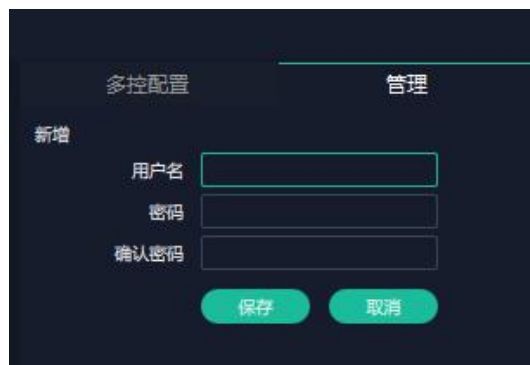 多控配置 管理
新增
用户名
密码
确认密码
保存 取消